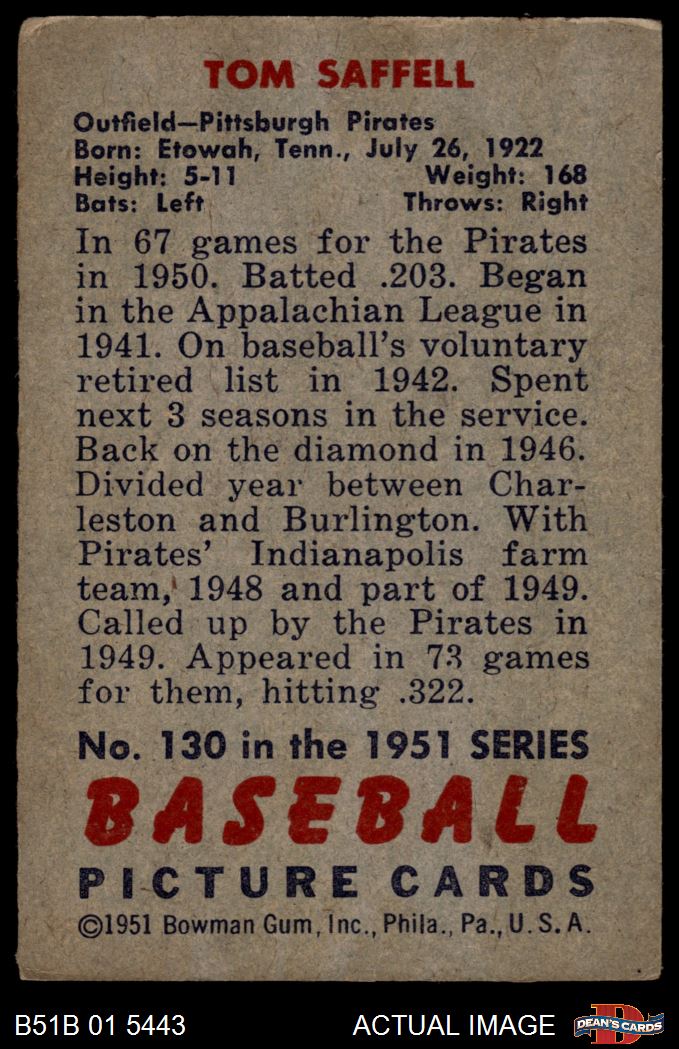 TOM SAFFELL
Outfield—Pittsburgh Pirates
Born: Etowah, Tenn., July 26, 1922
Height: 5-11 Weight: 168
Bats: Left Throws: Right
In 67 games for the Pirates
in 1950. Batted .203. Began
in the Appalachian League in
1941. On baseball's voluntary
retired list in 1942. Spent
next 3 seasons in the service.
Back on the diamond in 1946.
Divided year between Char-
leston and Burlington. With
Pirates' Indianapolis farm
team, 1948 and part of 1949.
Called up by the Pirates in
1949. Appeared in 73 games
for them, hitting .322.
No. 130 in the 1951 SERIES
BASEBALL
PICTURE CARDS
©1951 Bowman Gum, Inc., Phila., Pa., U.S.A.
B51B 01 5443 ACTUAL IMAGE D DEAN'S CARDS